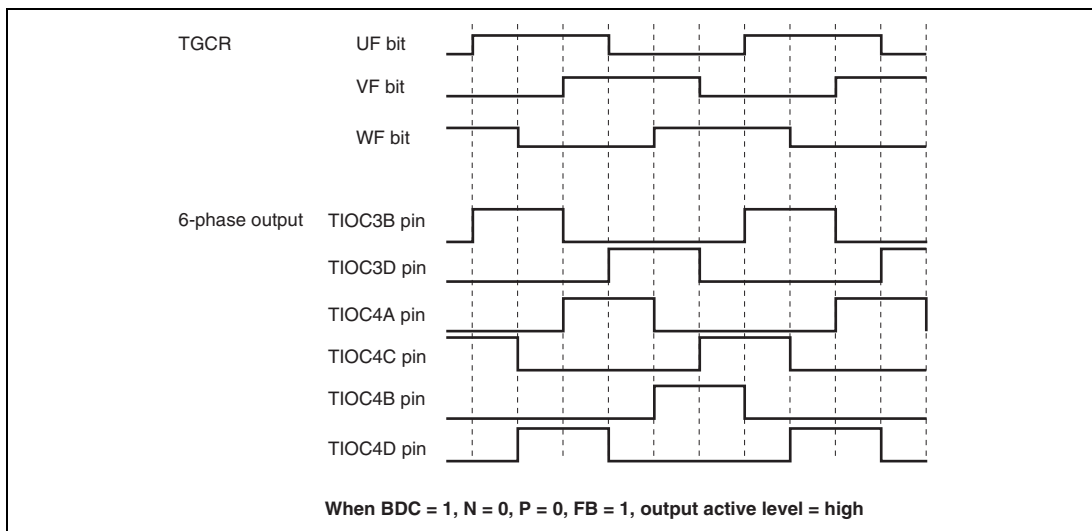 TGCR UF bit
VF bit
WF bit
6-phase output TIOC3B pin
TIOC3D pin
TIOC4A pin
TIOC4C pin
TIOC4B pin
TIOC4D pin
When BDC = 1, N = 0, P = 0, FB = 1, output active level = high